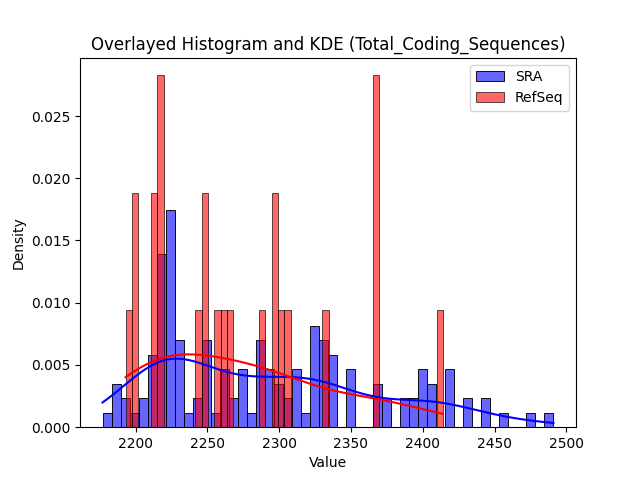 Overlayed Histogram and KDE (Total_Coding_Sequences)
SRA
RefSeq
0.025
0.020
0.015
0.010
0.005
0.000
Density
2200 2250 2300 2350 2400 2450 2500
Value